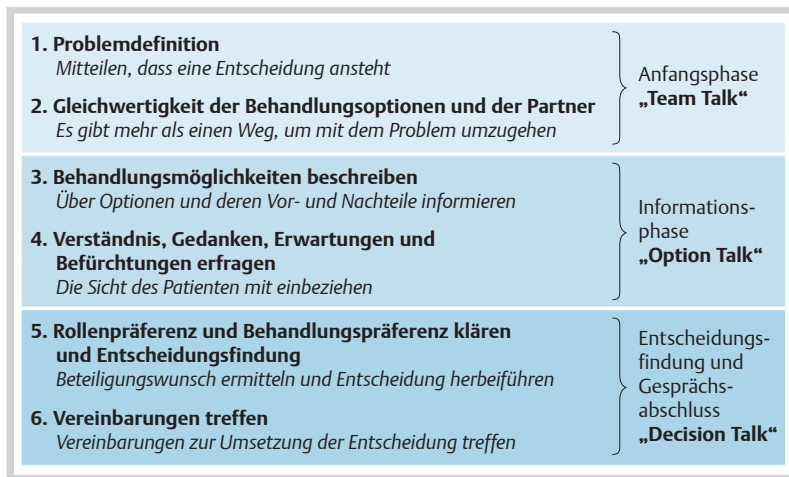 1. Problemdefinition
Mitteilen, dass eine Entscheidung ansteht
2. Gleichwertigkeit der Behandlungsoptionen und der Partner
Es gibt mehr als einen Weg, um mit dem Problem umzugehen
Anfangsphase
„Team Talk“
3. Behandlungsmöglichkeiten beschreiben
Über Optionen und deren Vor- und Nachteile informieren
4. Verständnis, Gedanken, Erwartungen und
Befürchtungen erfragen
Die Sicht des Patienten mit einbeziehen
Informations-
phase
„Option Talk“
5. Rollenpräferenz und Behandlungspräferenz klären
und Entscheidungsfindung
Beteiligungswunsch ermitteln und Entscheidung herbeiführen
6. Vereinbarungen treffen
Vereinbarungen zur Umsetzung der Entscheidung treffen
Entscheidungs-
findung und
Gesprächs-
abschluss
„Decision Talk“